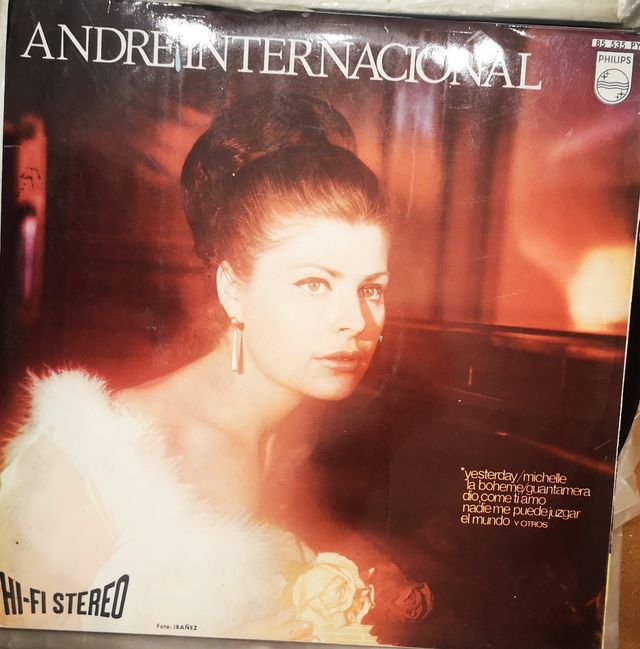 ANDRE INTERNACIONAL
85 535 PY
PHILIPS
*yesterday/michelle
la boheme/guantamera
dio, come ti amo
nadie me puede juzgar
el mundo Y OTROS
HI-FI STEREO
Foto: IBAÑEZ